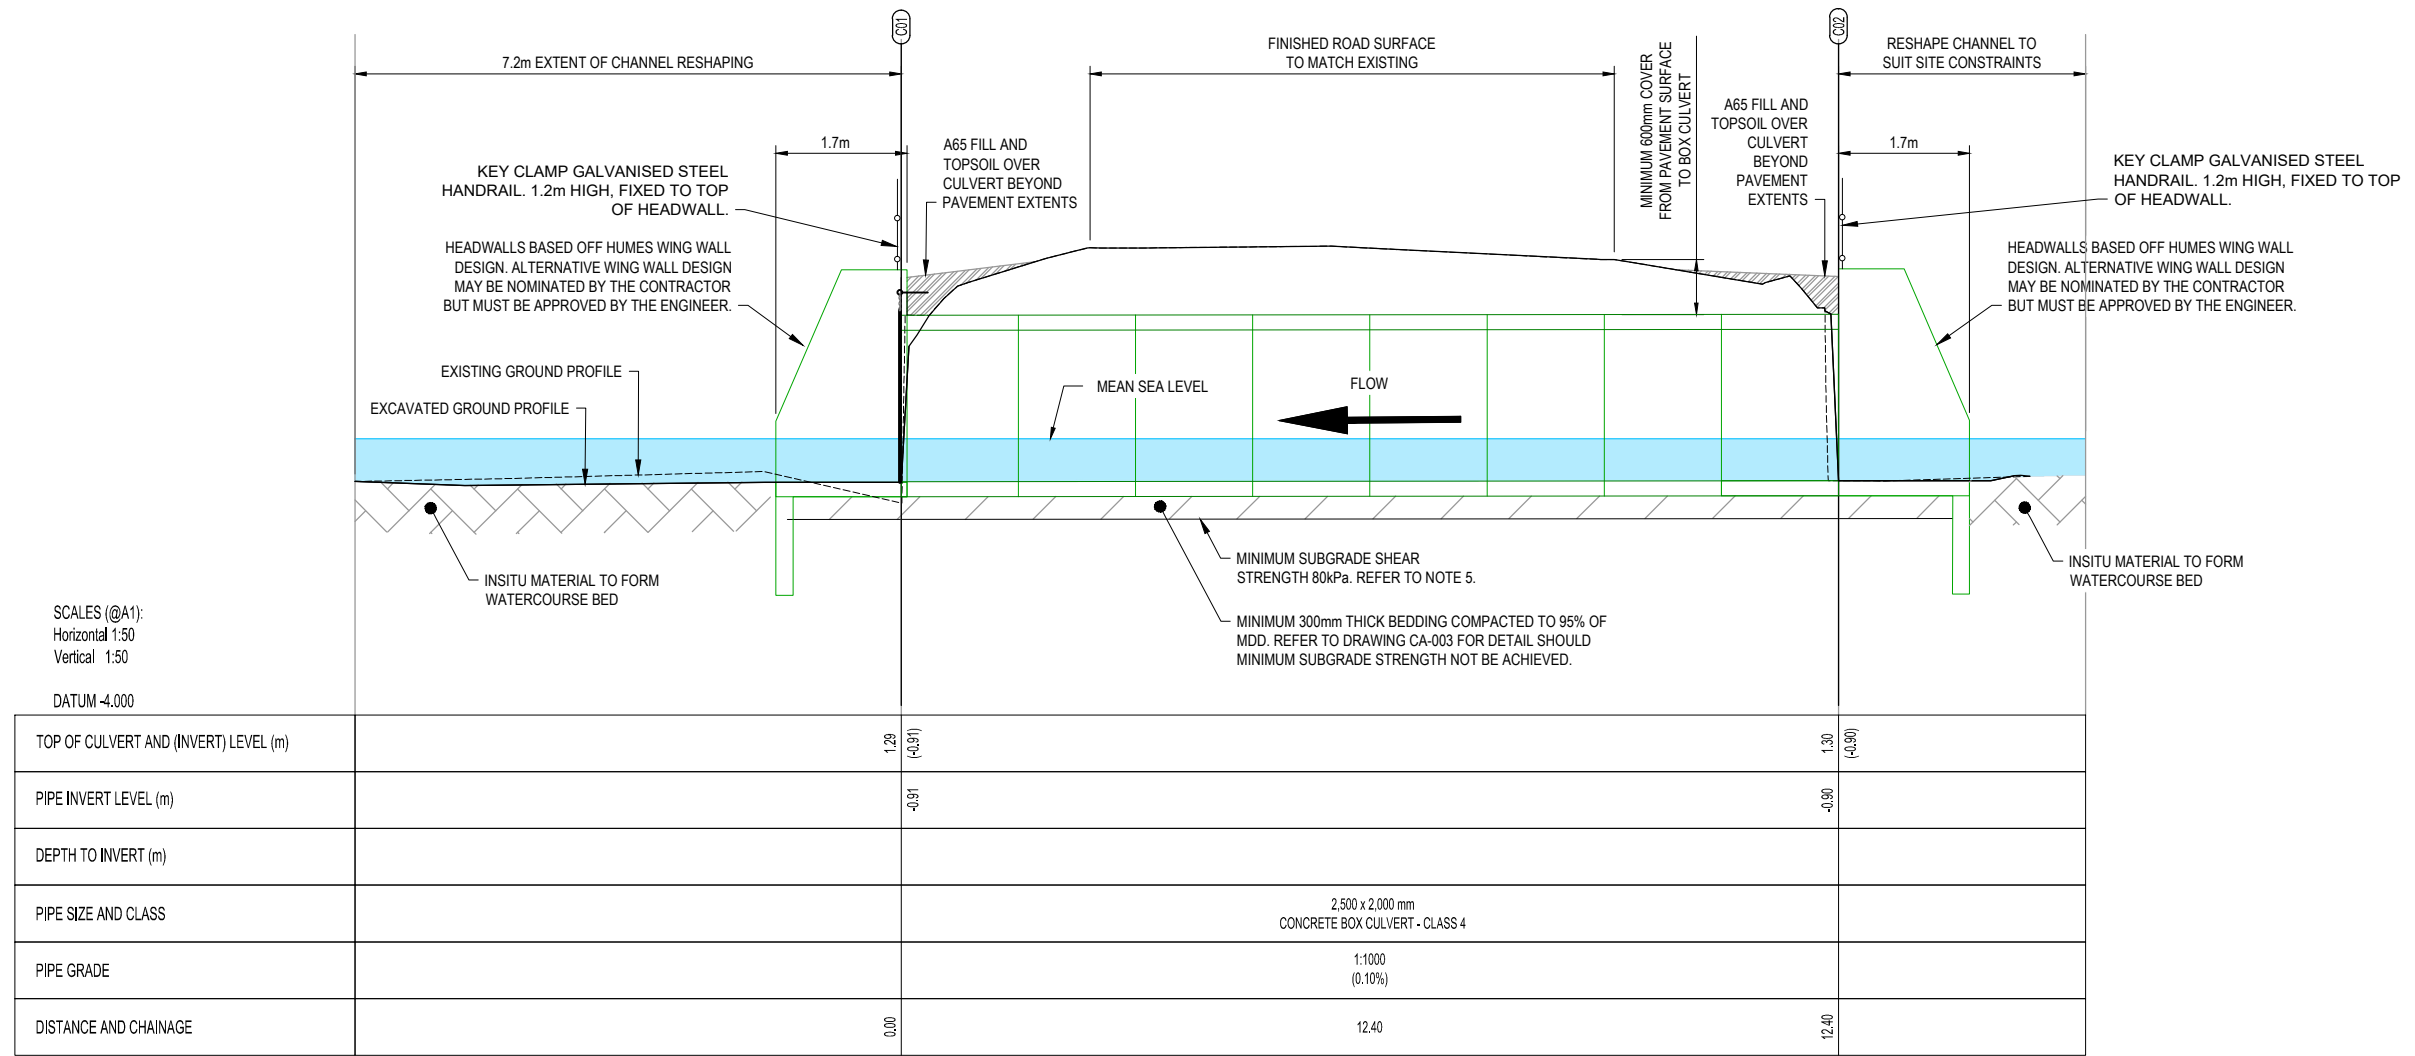 C01
C02
7.2m EXTENT OF CHANNEL RESHAPING
FINISHED ROAD SURFACE
TO MATCH EXISTING
RESHAPE CHANNEL TO
SUIT SITE CONSTRAINTS
MINIMUM 600mm COVER
FROM PAVEMENT SURFACE
TO BOX CULVERT
1.7m
A65 FILL AND
TOPSOIL OVER
CULVERT BEYOND
PAVEMENT EXTENTS
A65 FILL AND
TOPSOIL OVER
CULVERT
BEYOND
PAVEMENT
EXTENTS
1.7m
KEY CLAMP GALVANISED STEEL
HANDRAIL. 1.2m HIGH, FIXED TO TOP
OF HEADWALL.
KEY CLAMP GALVANISED STEEL
HANDRAIL. 1.2m HIGH, FIXED TO TOP
OF HEADWALL.
HEADWALLS BASED OFF HUMES WING WALL
DESIGN. ALTERNATIVE WING WALL DESIGN
MAY BE NOMINATED BY THE CONTRACTOR
BUT MUST BE APPROVED BY THE ENGINEER.
HEADWALLS BASED OFF HUMES WING WALL
DESIGN. ALTERNATIVE WING WALL DESIGN
MAY BE NOMINATED BY THE CONTRACTOR
BUT MUST BE APPROVED BY THE ENGINEER.
EXISTING GROUND PROFILE
EXCAVATED GROUND PROFILE
MEAN SEA LEVEL
FLOW
INSITU MATERIAL TO FORM
WATERCOURSE BED
MINIMUM SUBGRADE SHEAR
STRENGTH 80kPa. REFER TO NOTE 5.
INSITU MATERIAL TO FORM
WATERCOURSE BED
MINIMUM 300mm THICK BEDDING COMPACTED TO 95% OF
MDD. REFER TO DRAWING CA-003 FOR DETAIL SHOULD
MINIMUM SUBGRADE STRENGTH NOT BE ACHIEVED.
SCALES (@A1):
Horizontal 1:50
Vertical 1:50
DATUM -4.000
TOP OF CULVERT AND (INVERT) LEVEL (m)
1.29
(-0.91)
1.30
(-0.90)
PIPE INVERT LEVEL (m)
-0.91
-0.90
DEPTH TO INVERT (m)
PIPE SIZE AND CLASS
2,500 x 2,000 mm
CONCRETE BOX CULVERT - CLASS 4
PIPE GRADE
1:1000
(0.10%)
DISTANCE AND CHAINAGE
0.00
12.40
12.40